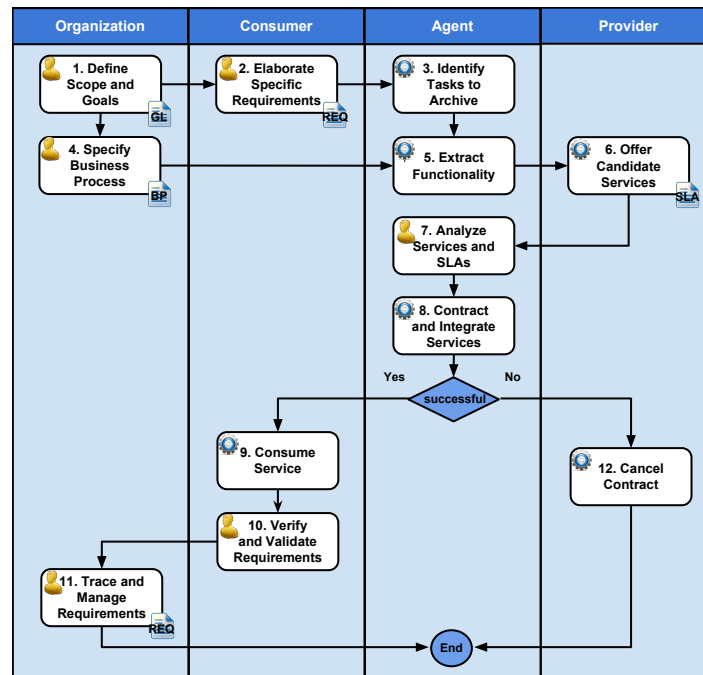 Organization
Consumer
Agent
Provider
1. Define
Scope and
Goals
GL
2. Elaborate
Specific
Requirements
REQ
3. Identify
Tasks to
Archive
4. Specify
Business
Process
BP
5. Extract
Functionality
6. Offer
Candidate
Services
SLA
7. Analyze
Services and
SLAs
8. Contract
and Integrate
Services
Yes
No
successful
9. Consume
Service
12. Cancel
Contract
10. Verify
and Validate
Requirements
11. Trace and
Manage
Requirements
REQ
End